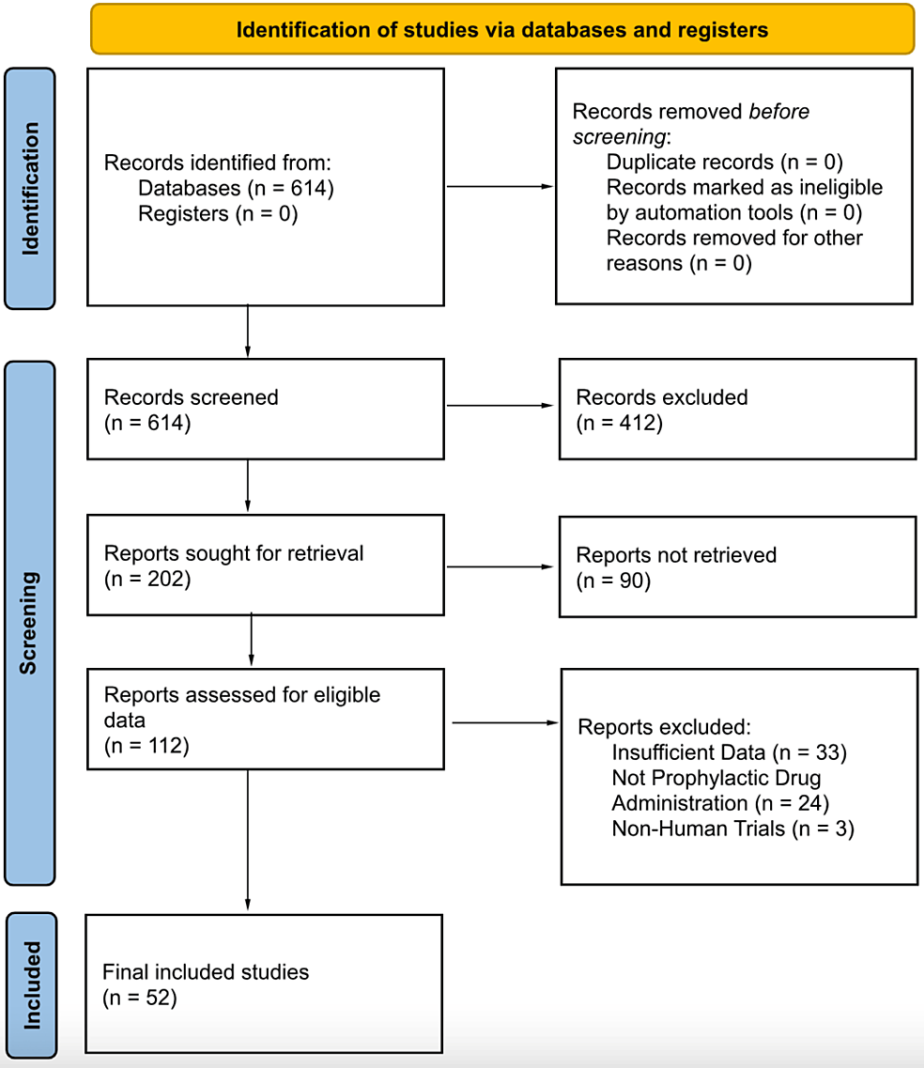 Identification of studies via databases and registers
Identification
Records identified from:
Databases (n = 614)
Registers (n = 0)
Records removed before
screening:
Duplicate records (n = 0)
Records marked as ineligible
by automation tools (n = 0)
Records removed for other
reasons (n = 0)
Screening
Records screened
(n = 614)
Records excluded
(n = 412)
Reports sought for retrieval
(n = 202)
Reports not retrieved
(n = 90)
Reports assessed for eligible
data
(n = 112)
Reports excluded:
Insufficient Data (n = 33)
Not Prophylactic Drug
Administration (n = 24)
Non-Human Trials (n = 3)
Included
Final included studies
(n = 52)